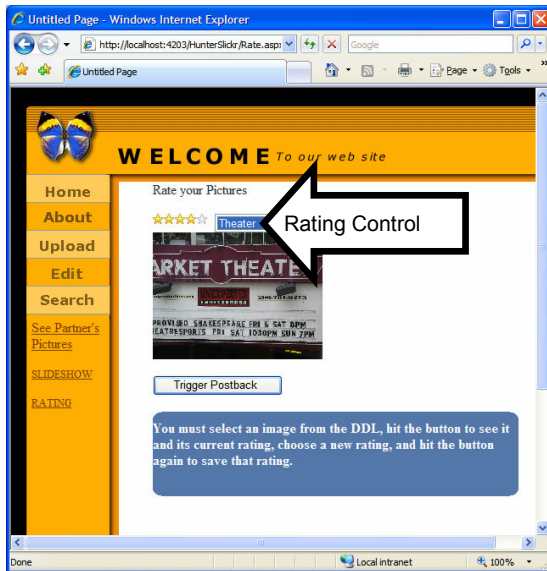 Untitled Page - Windows Internet Explorer
http://localhost:4203/HunterSlickr/Rate.asp
Google
Untitled Page
Page
Tools
WELCOME To our web site
Home
About
Upload
Edit
Search
See Partner's
Pictures
SLIDESHOW
RATING
Rate your Pictures
Theater
Rating Control
ARKET THEATE
PROVISED SHAKESPEARE FRI & SAT 8PM
EATRESPORTS FRI SAT 1030PM SUN 7PM
Trigger Postback
You must select an image from the DDL, hit the button to see it
and its current rating, choose a new rating, and hit the button
again to save that rating.
Done
Local intranet
100%